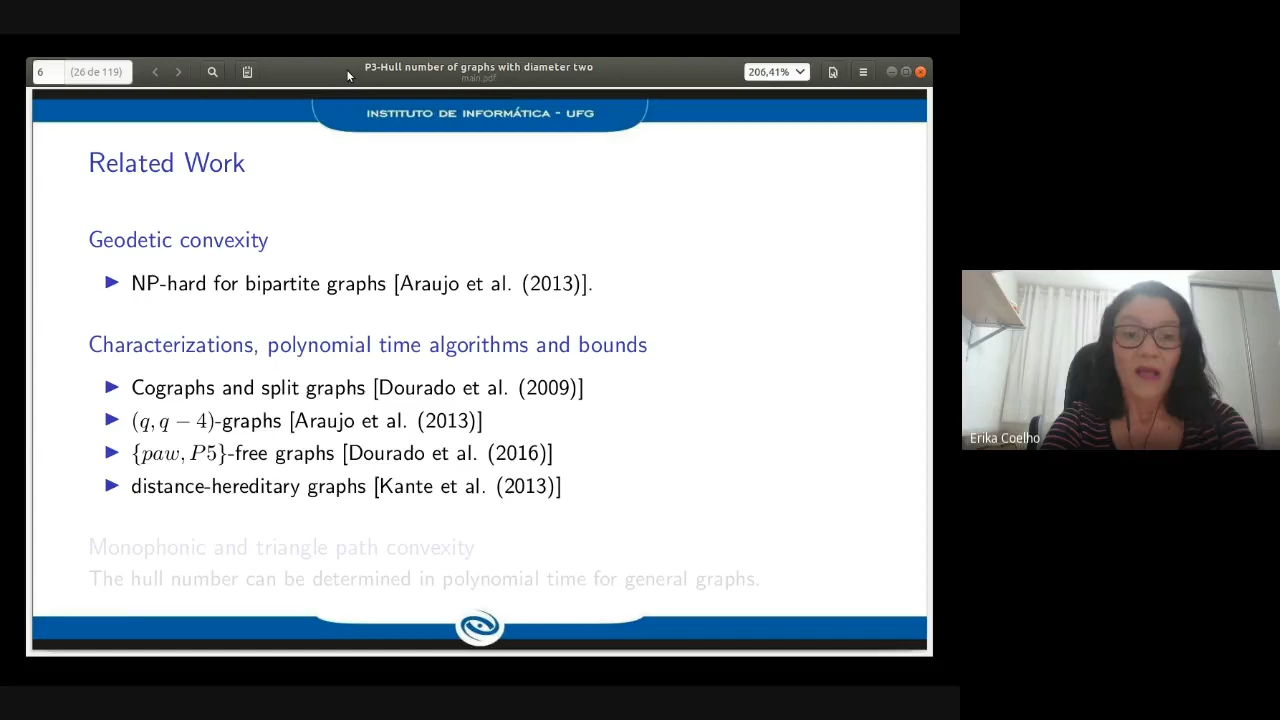 6 (26 de 119)
P3-Hull number of graphs with diameter two
main.pdf
206,41%
INSTITUTO DE INFORMÁTICA - UFG
Related Work
Geodetic convexity
NP-hard for bipartite graphs [Araujo et al. (2013)].
Characterizations, polynomial time algorithms and bounds
Cographs and split graphs [Dourado et al. (2009)]
(q, q − 4)-graphs [Araujo et al. (2013)]
{paw, P5}-free graphs [Dourado et al. (2016)]
distance-hereditary graphs [Kante et al. (2013)]
Monophonic and triangle path convexity
The hull number can be determined in polynomial time for general graphs.
Erika Coelho